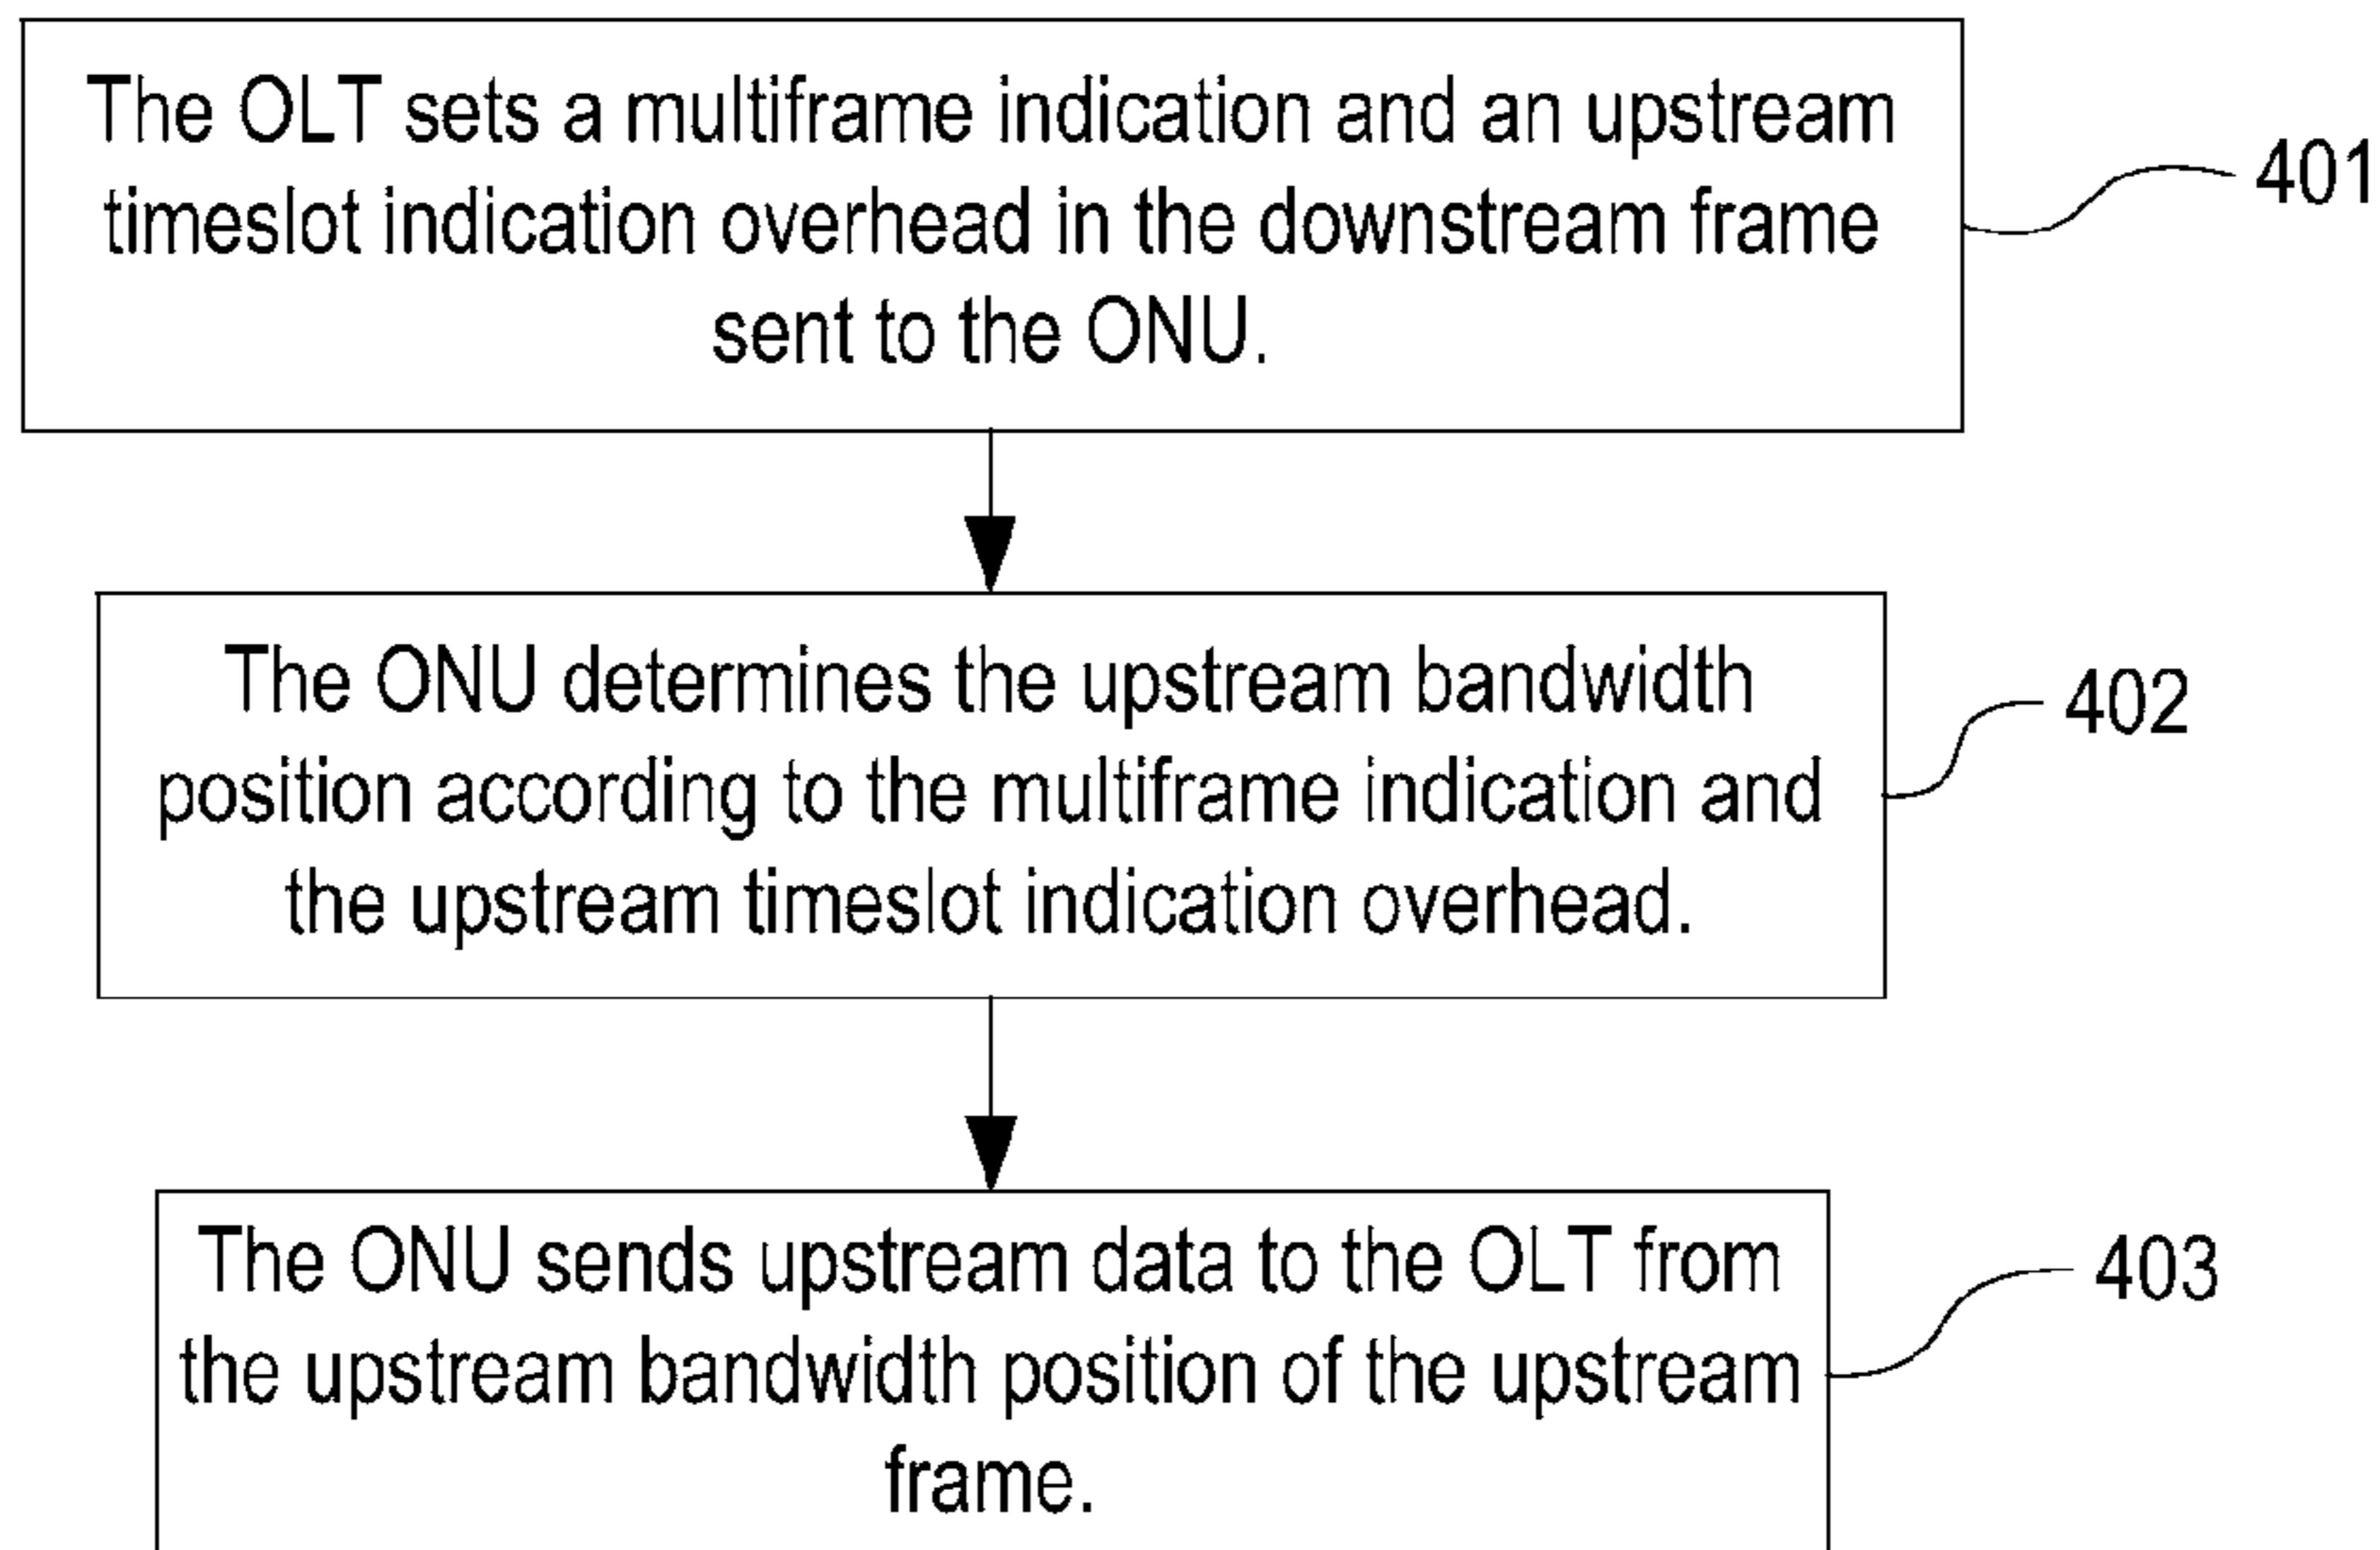 The OLT sets a multiframe indication and an upstream
timeslot indication overhead in the downstream frame
sent to the ONU.
401
The ONU determines the upstream bandwidth
position according to the multiframe indication and
the upstream timeslot indication overhead.
402
The ONU sends upstream data to the OLT from
the upstream bandwidth position of the upstream
frame.
403